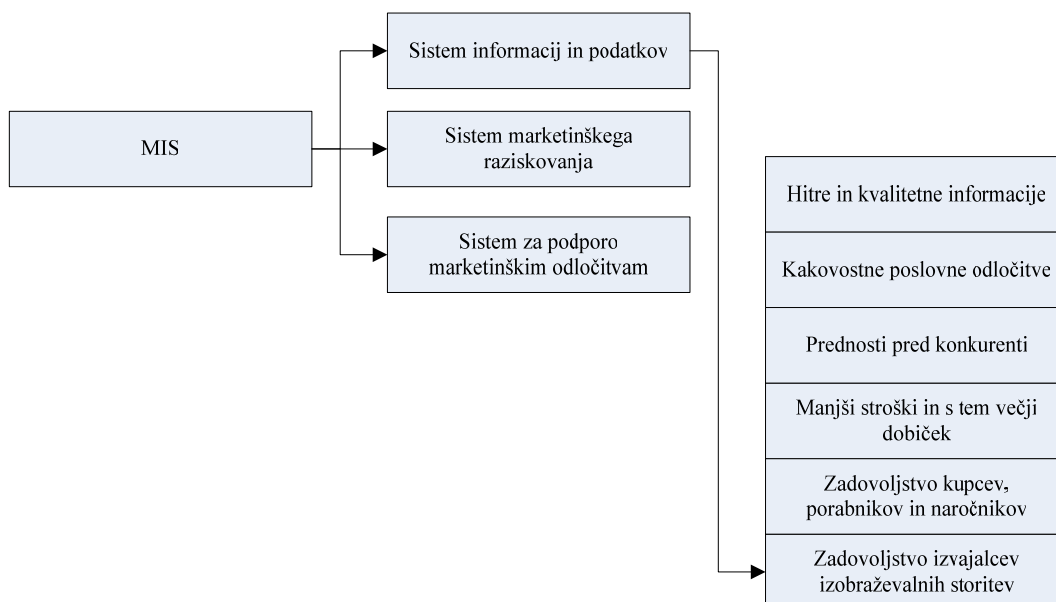 Sistem informacij in podatkov
MIS
Sistem marketinškega
raziskovanja
Sistem za podporo
marketinškim odločitvam
Hitre in kvalitetne informacije
Kakovostne poslovne odločitve
Prednosti pred konkurenti
Manjši stroški in s tem večji
dobiček
Zadovoljstvo kupcev,
porabnikov in naročnikov
Zadovoljstvo izvajalcev
izobraževalnih storitev